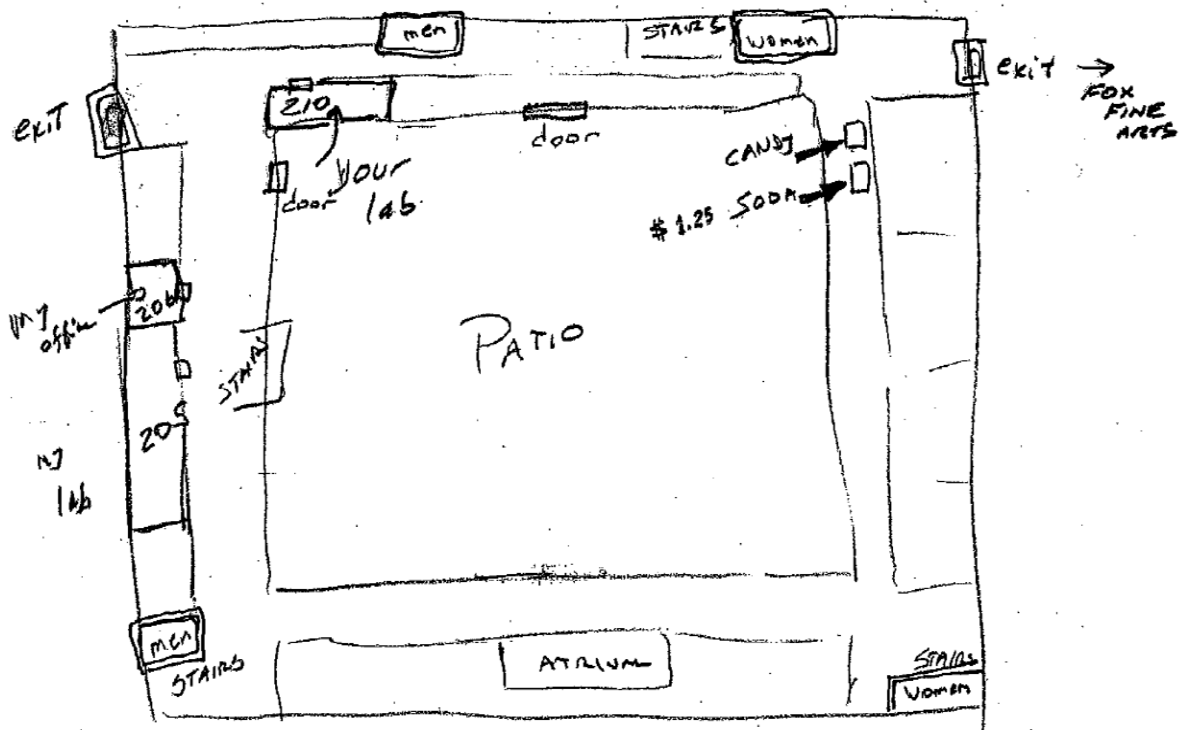 men
STAIRS
women
exit
exit →
FOX
FINE
ARTS
210
door
CANDY
your
lab
door
$1.25 SODA
my
office
206
PATIO
STAIRS
205
my
lab
men
STAIRS
ATRIUM
STAIRS
women